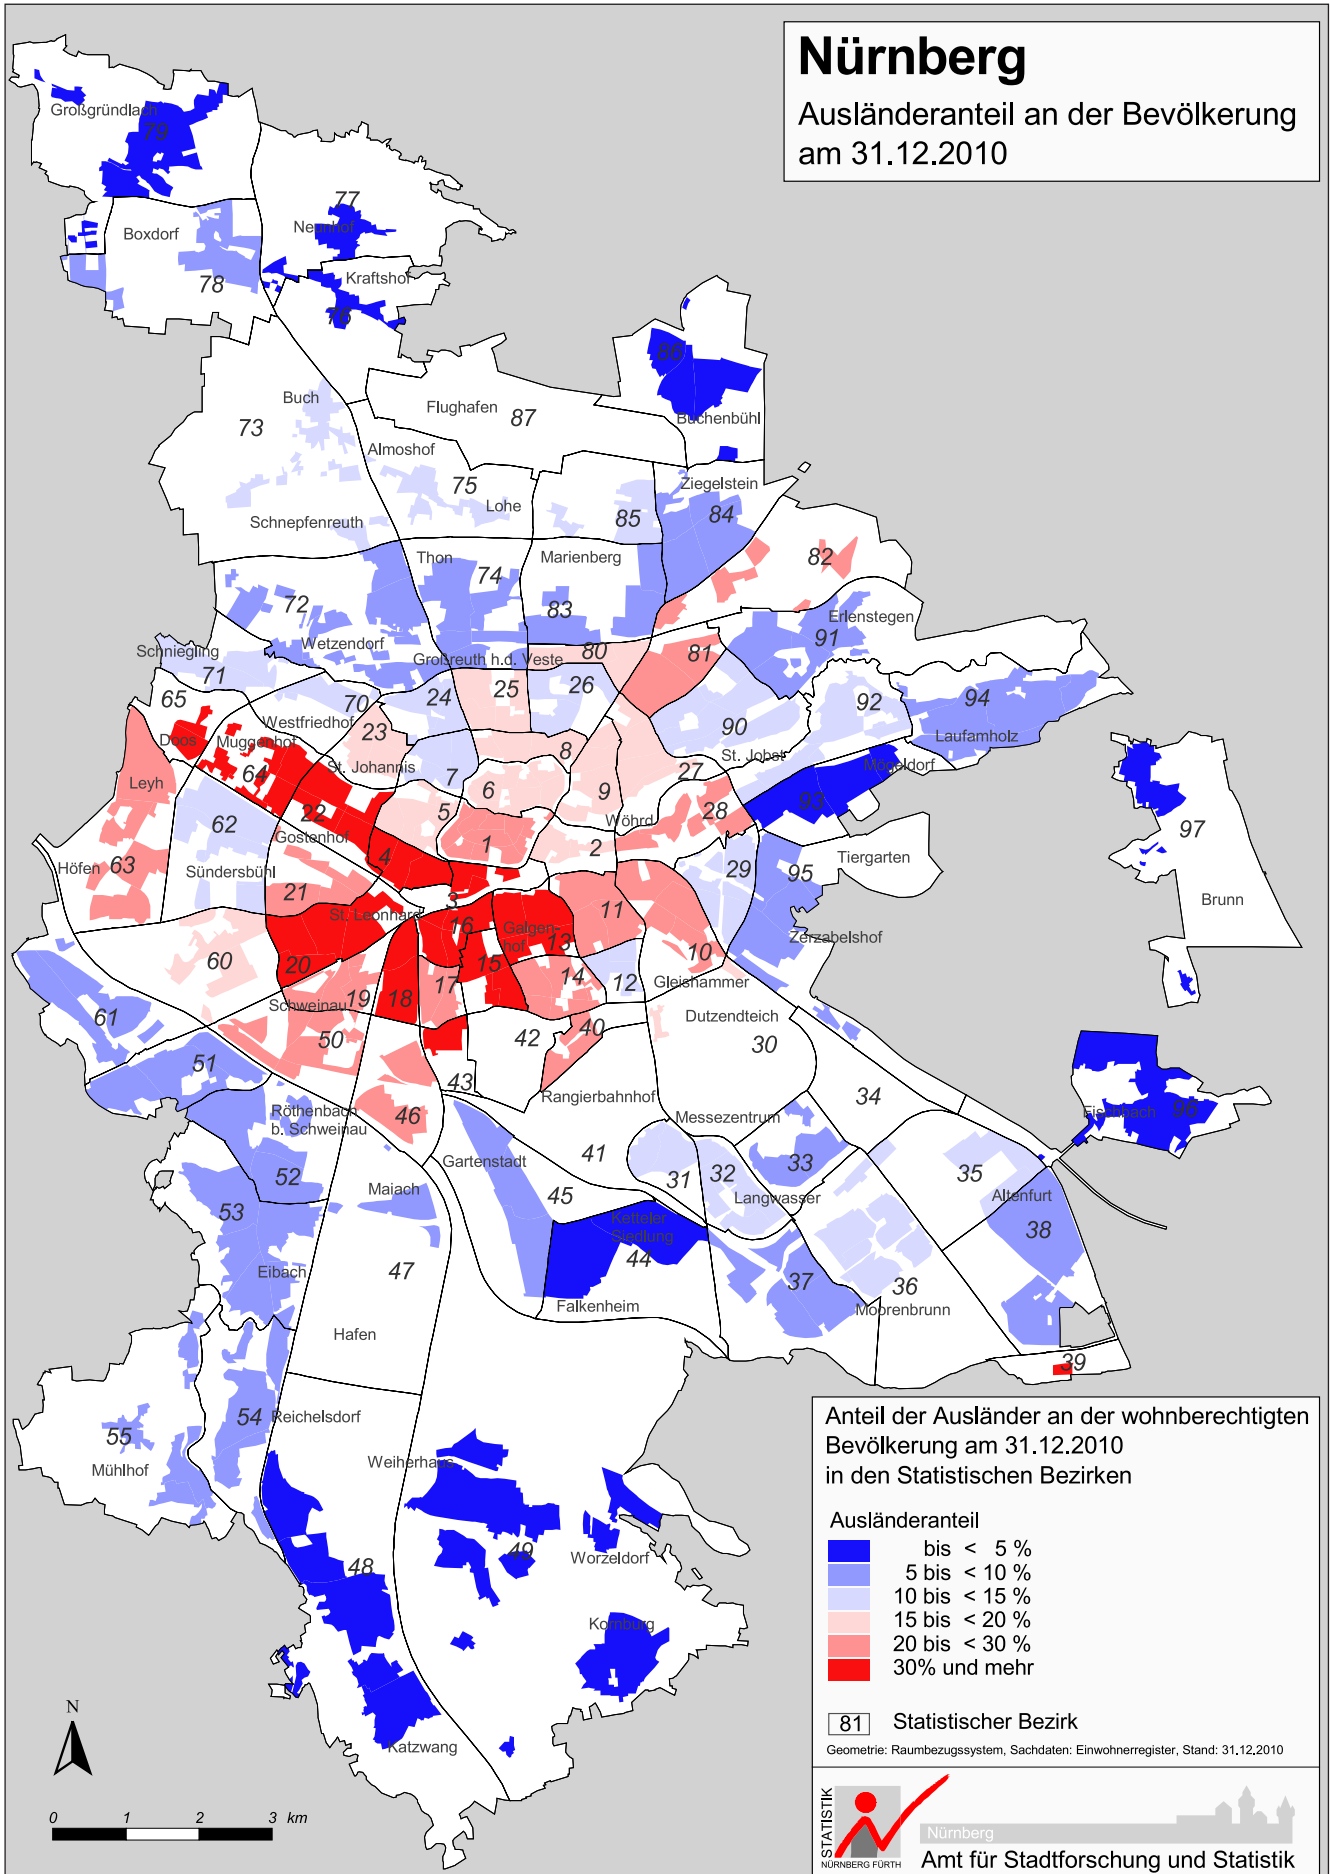 Nürnberg
Ausländeranteil an der Bevölkerung
am 31.12.2010
Großgründlach
79
77
Neunhof
Boxdorf
78
Kraftshof
76
86
Buchenbühl
Buch
73
Flughafen
87
Almoshof
75
Lohe
Schnepfenreuth
Ziegelstein
84
85
82
Thon
74
Marienberg
83
72
Wetzendorf
Erlenstegen
91
Schniegling
71
Großreuth h.d. Veste
80
81
65
70
24
25
26
92
94
Laufamholz
Westfriedhof
23
90
St. Jobst
Doos
Muggenhof
64
St. Johannis
7
8
27
Mögeldorf
Leyh
6
9
93
22
5
Wöhrd
28
97
62
Gostenhof
4
1
2
Höfen
63
Sündersbühl
29
95
Tiergarten
21
3
Brunn
St. Leonhard
16
Galgen-
hof
13
11
Zerzabelshof
60
20
15
10
61
Schweinau
19
18
17
14
12
Gleishammer
50
42
40
Dutzendteich
30
51
43
34
Röthenbach
b. Schweinau
46
Rangierbahnhof
Messezentrum
Fischbach
96
52
Gartenstadt
41
31
32
33
35
Maiach
45
Langwasser
Altenfurt
53
Ketteler
Siedlung
44
38
Eibach
47
37
36
Falkenheim
Moorenbrunn
Hafen
39
54
Reichelsdorf
55
Mühlhof
Weiherhaus
48
49
Worzeldorf
Kornburg
Katzwang
Anteil der Ausländer an der wohnberechtigten
Bevölkerung am 31.12.2010
in den Statistischen Bezirken
Ausländeranteil
bis < 5 %
5 bis < 10 %
10 bis < 15 %
15 bis < 20 %
20 bis < 30 %
30% und mehr
81 Statistischer Bezirk
Geometrie: Raumbezugssystem, Sachdaten: Einwohnerregister, Stand: 31.12.2010
N
0 1 2 3 km
STATISTIK
NÜRNBERG FÜRTH
Nürnberg
Amt für Stadtforschung und Statistik